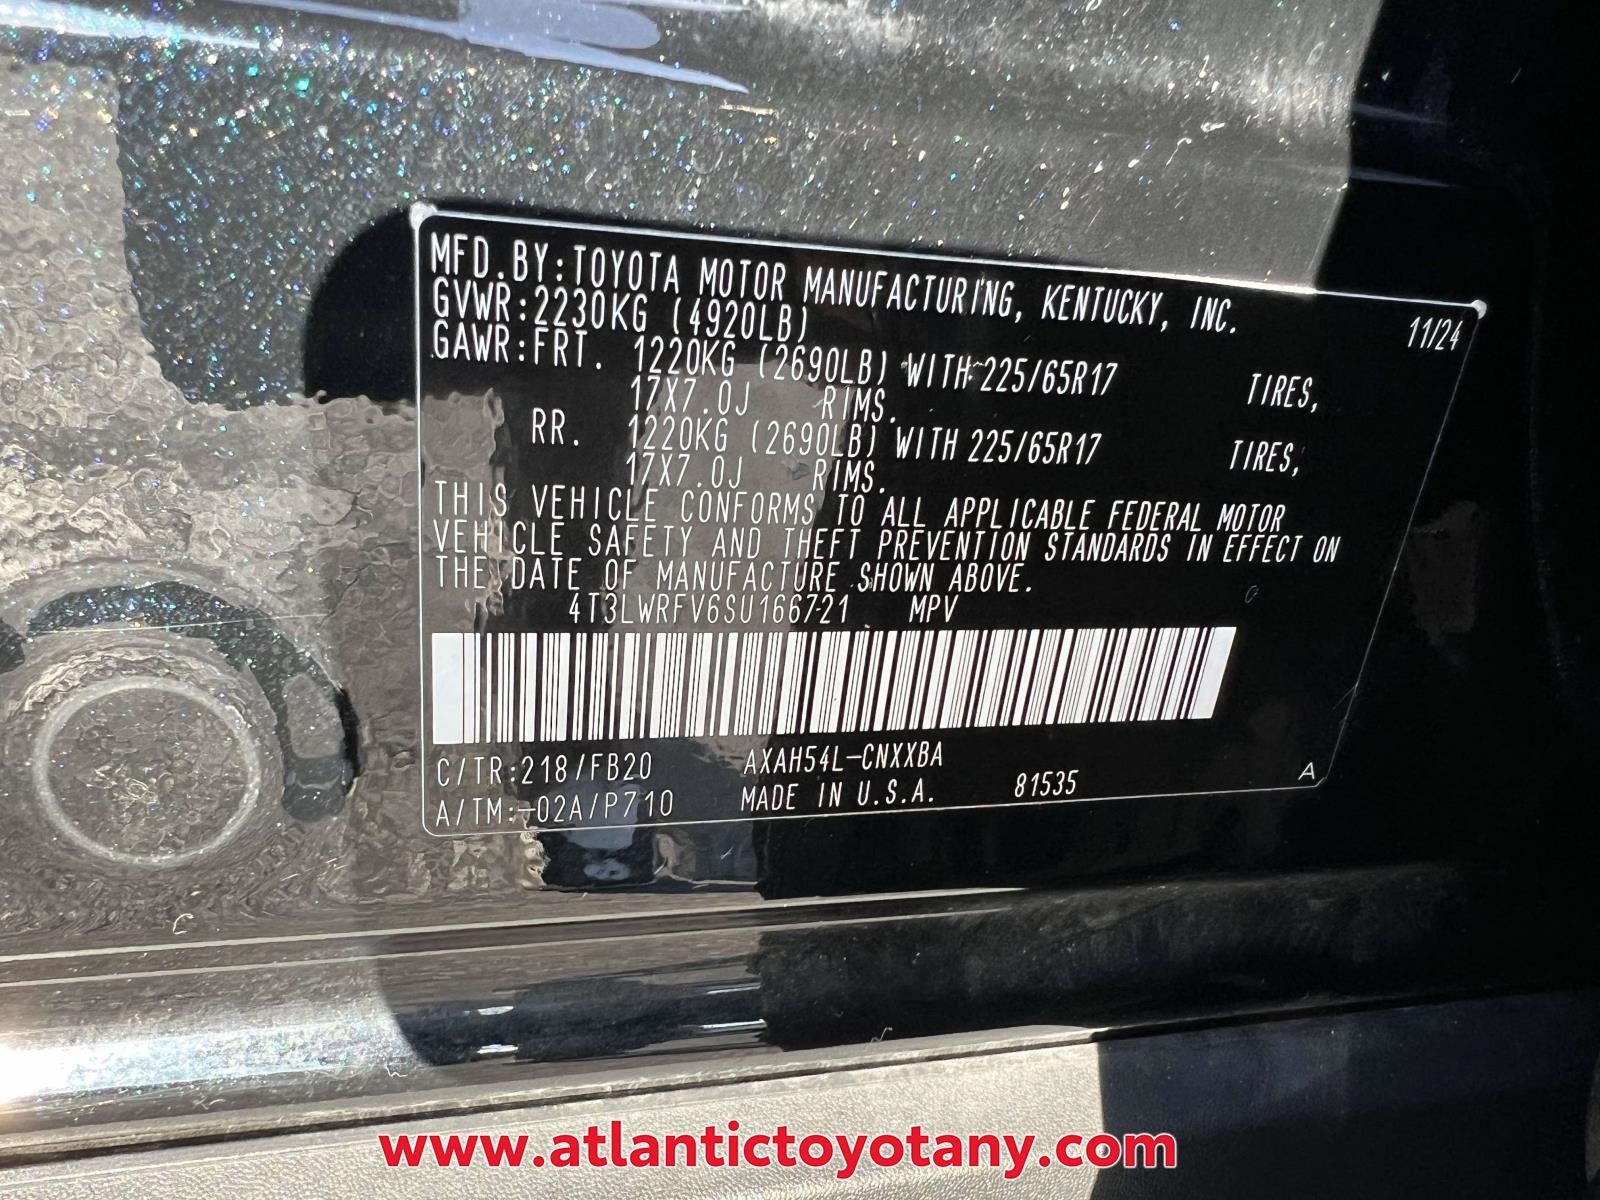 MFD.BY:TOYOTA MOTOR MANUFACTURING, KENTUCKY, INC.
GVWR:2230KG (4920LB) 11/24
GAWR:FRT. 1220KG (2690LB) WITH 225/65R17 TIRES,
17X7.0J RIMS.
RR. 1220KG (2690LB) WITH 225/65R17 TIRES,
17X7.0J RIMS.
THIS VEHICLE CONFORMS TO ALL APPLICABLE FEDERAL MOTOR
VEHICLE SAFETY AND THEFT PREVENTION STANDARDS IN EFFECT ON
THE DATE OF MANUFACTURE SHOWN ABOVE.
4T3LWRFV6SU166721 MPV
C/TR:218/FB20 AXAH54L-CNXXBA
A/TM:-02A/P710 MADE IN U.S.A. 81535 A
www.atlantictoyotany.com